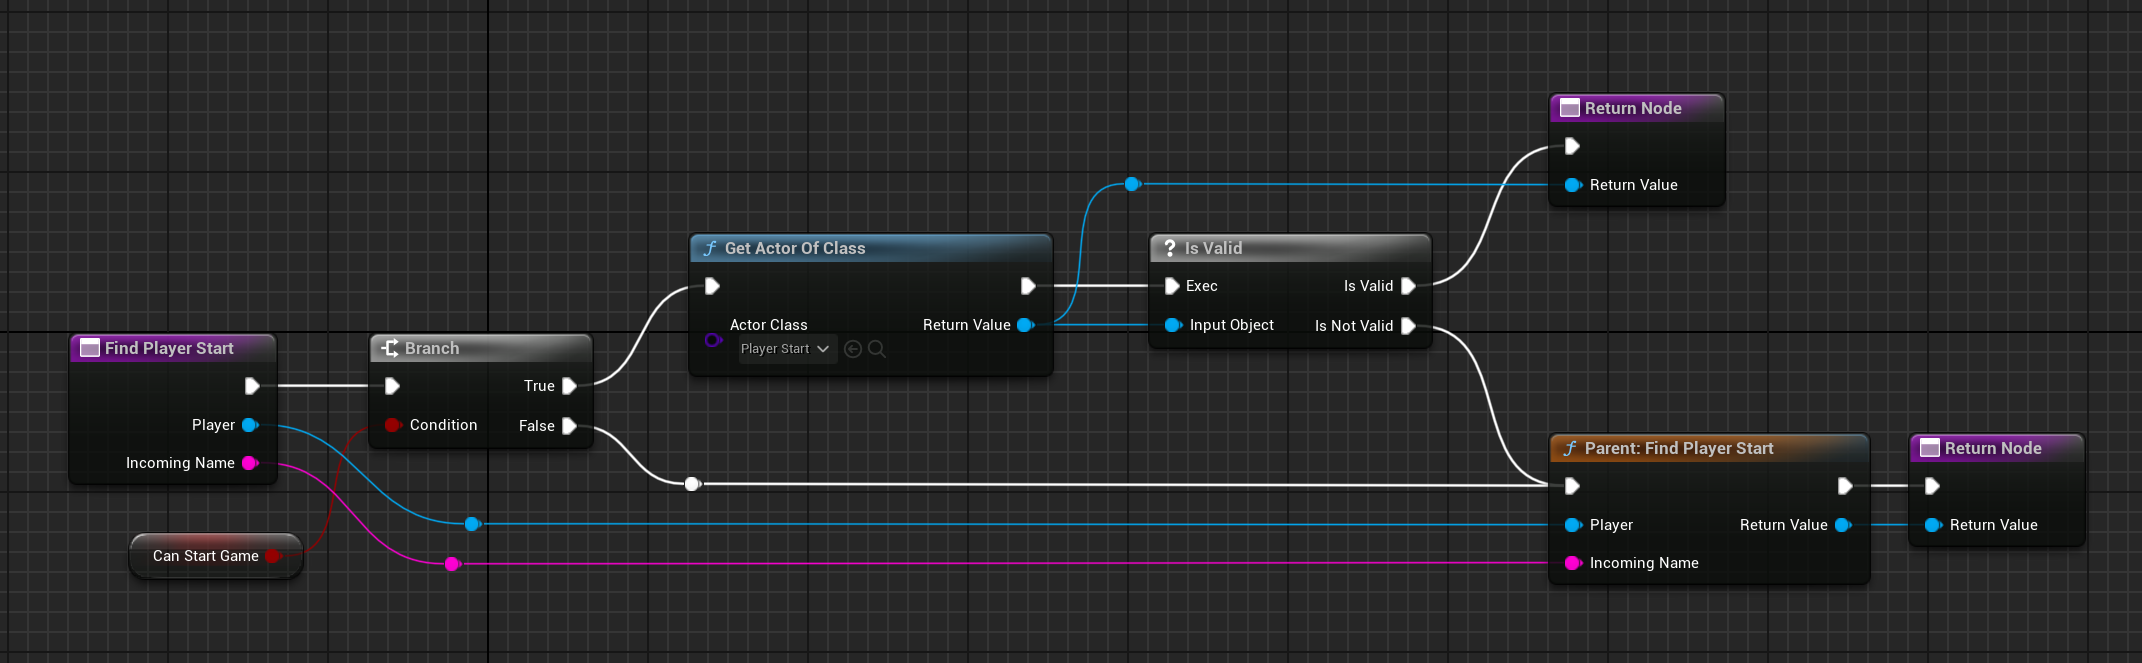 Return Node
Return Value
Get Actor Of Class
Actor Class
Player Start
Return Value
Is Valid
Exec
Is Valid
Input Object
Is Not Valid
Find Player Start
Player
Incoming Name
Branch
True
Condition
False
Can Start Game
Parent: Find Player Start
Player
Return Value
Incoming Name
Return Node
Return Value